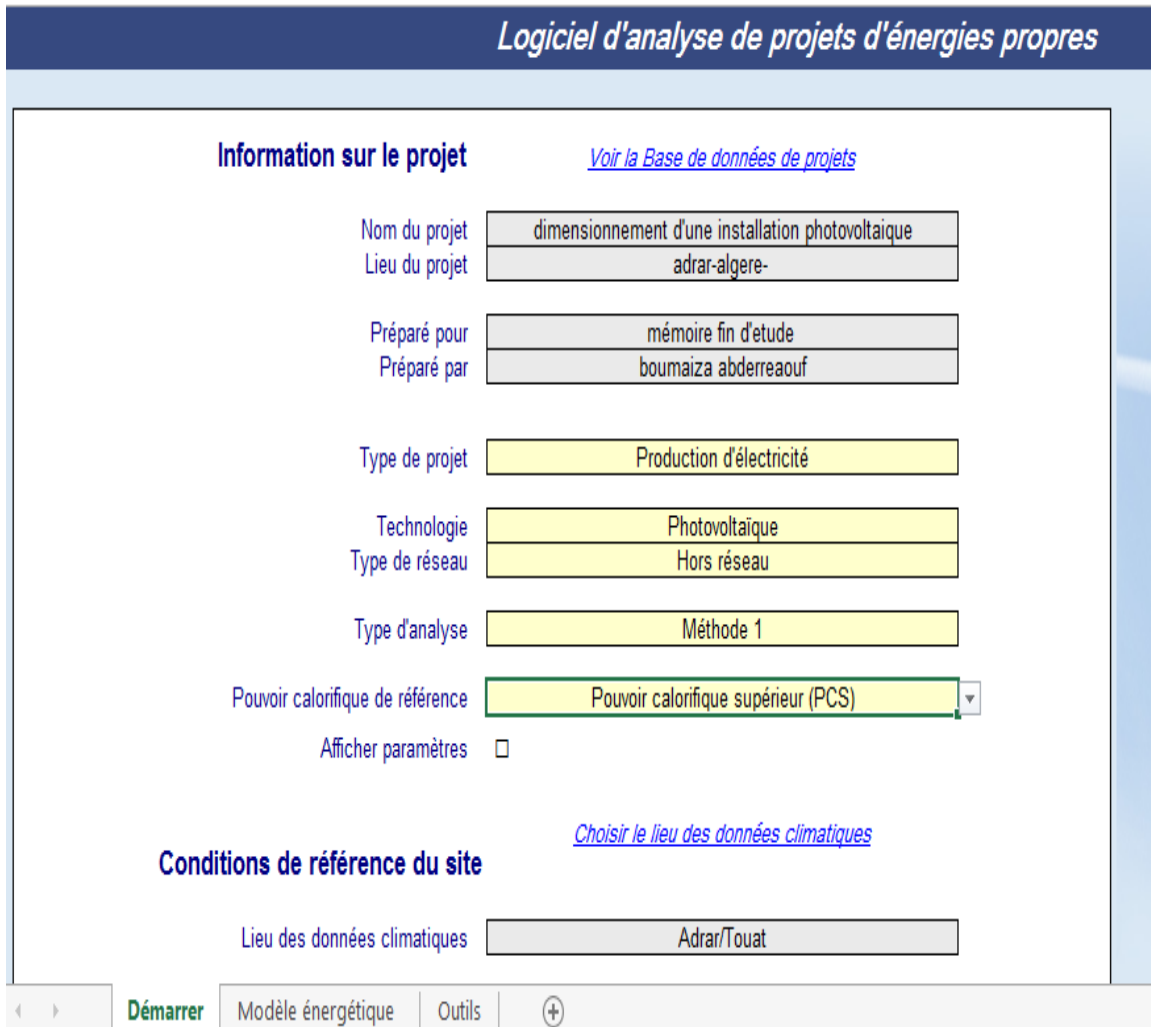 Logiciel d'analyse de projets d'énergies propres
Information sur le projet Voir la Base de données de projets
Nom du projet dimensionnement d'une installation photovoltaique
Lieu du projet adrar-algere-
Préparé pour mémoire fin d'etude
Préparé par boumaiza abderreaouf
Type de projet Production d'électricité
Technologie Photovoltaïque
Type de réseau Hors réseau
Type d'analyse Méthode 1
Pouvoir calorifique de référence Pouvoir calorifique supérieur (PCS)
Afficher paramètres
Choisir le lieu des données climatiques
Conditions de référence du site
Lieu des données climatiques Adrar/Touat
Démarrer Modèle énergétique Outils